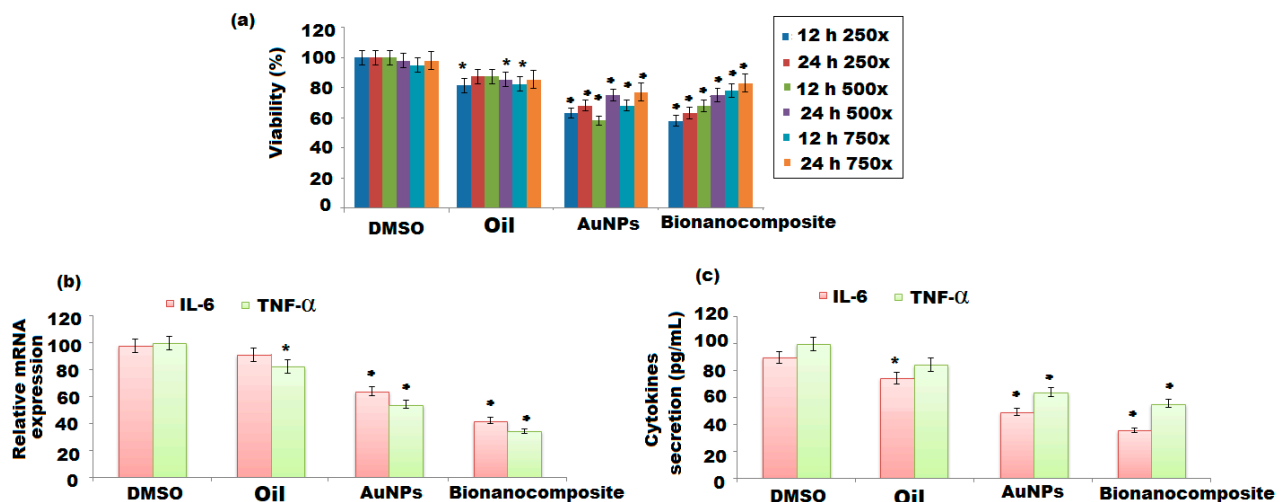 (a)
Viability (%)
120
100
80
60
40
20
0
* * *
* * * * * *
* * * * * *
DMSO
Oil
AuNPs
Bionanocomposite
12 h 250x
24 h 250x
12 h 500x
24 h 500x
12 h 750x
24 h 750x
(b)
IL-6
TNF-α
Relative mRNA
expression
120
100
80
60
40
20
0
*
* *
* *
DMSO
Oil
AuNPs
Bionanocomposite
(c)
IL-6
TNF-α
Cytokines
secretion (pg/mL)
120
100
80
60
40
20
0
*
* *
* *
DMSO
Oil
AuNPs
Bionanocomposite